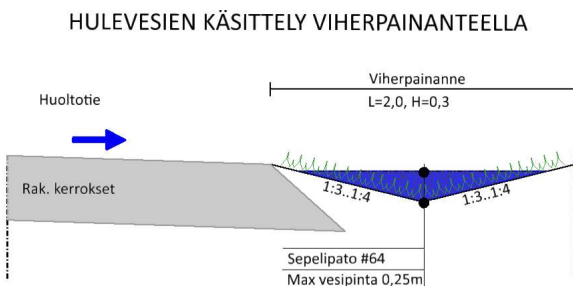 HULEVESIEN KÄSITTELY VIHERPAINANTEELLA
Viherpainanne
L=2,0, H=0,3
Huoltotie
Rak. kerrokset
1:3..1:4
1:3..1:4
Sepelipato #64
Max vesipinta 0,25m